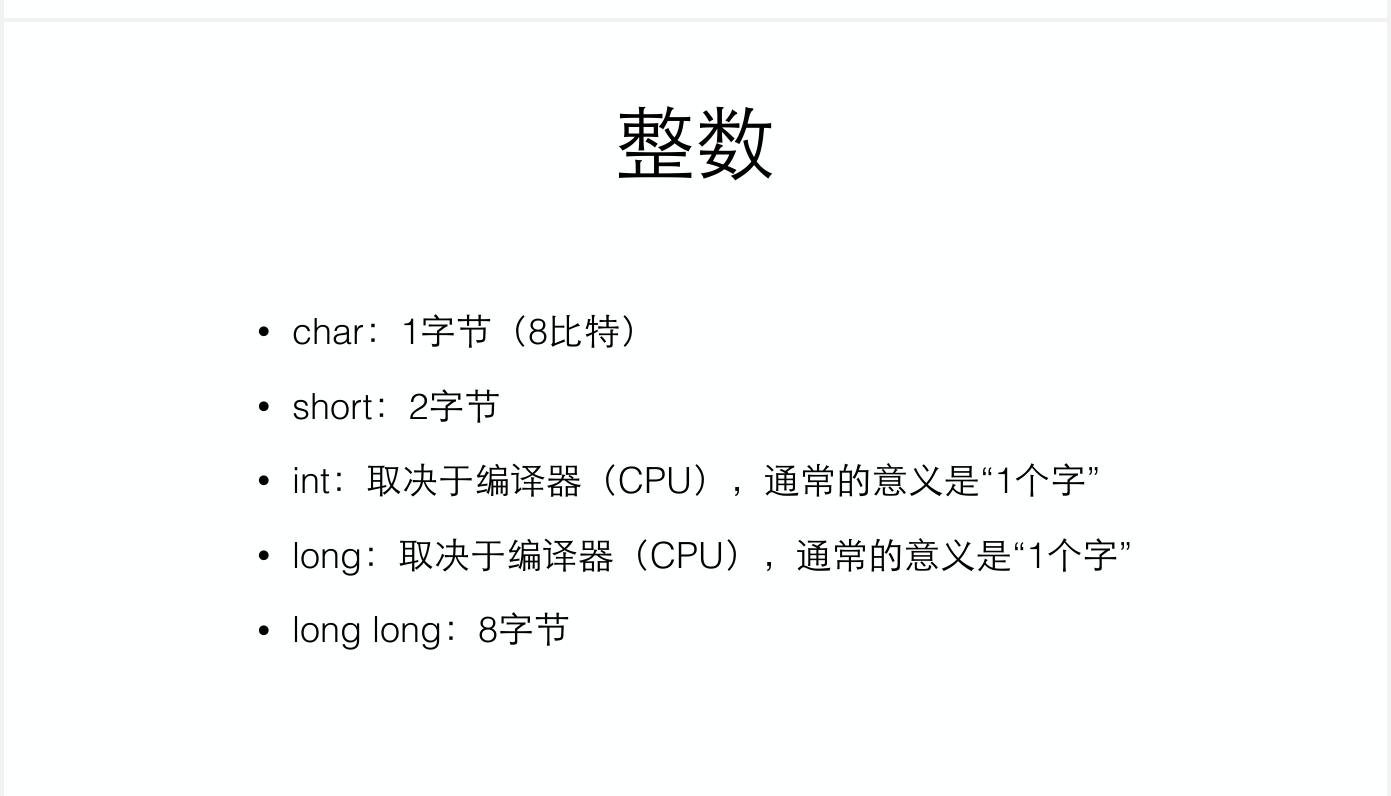 整数
• char：1字节（8比特）
• short：2字节
• int：取决于编译器（CPU），通常的意义是“1个字”
• long：取决于编译器（CPU），通常的意义是“1个字”
• long long：8字节